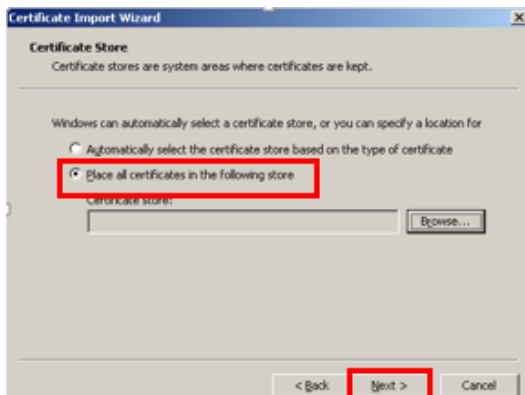 Certificate Import Wizard
Certificate Store
Certificate stores are system areas where certificates are kept.
Windows can automatically select a certificate store, or you can specify a location for
Automatically select the certificate store based on the type of certificate
Place all certificates in the following store
Certificate store:
Browse...
< Back Next > Cancel